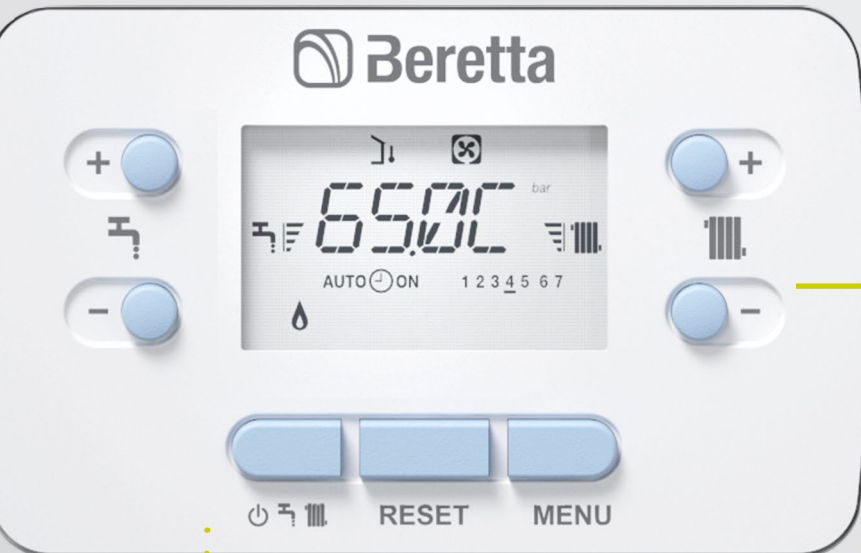 Beretta
+
+
65.0C
bar
AUTO ON
1 2 3 4 5 6 7
-
-
RESET
MENU